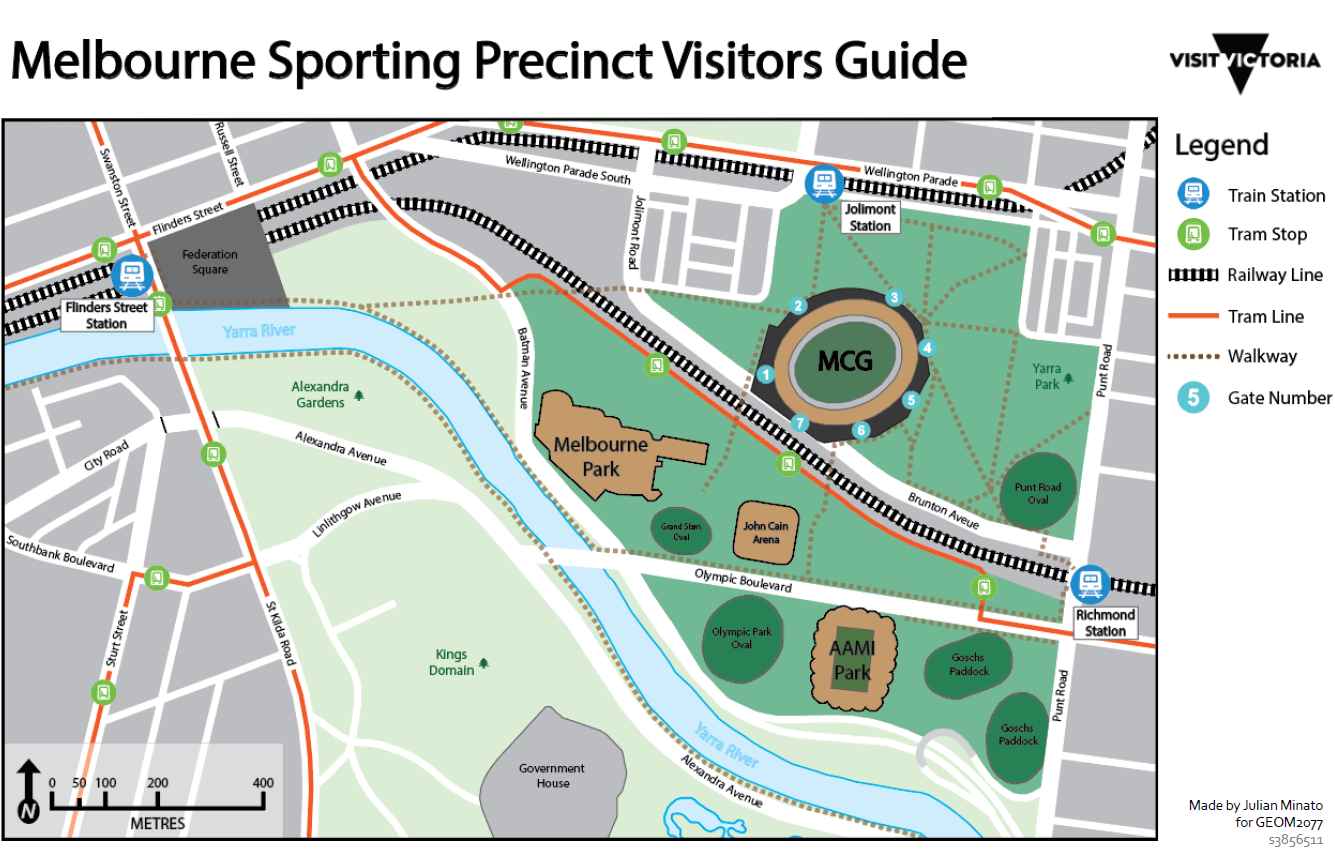 Melbourne Sporting Precinct Visitors Guide
VISIT VICTORIA
Legend
Train Station
Tram Stop
Railway Line
Tram Line
Walkway
5
Gate Number
Swanston Street
Russell Street
Flinders Street
Federation
Square
Flinders Street
Station
Wellington Parade South
Wellington Parade
Jolimont Road
Jolimont
Station
Yarra River
Batman Avenue
Alexandra
Gardens
MCG
1
2
3
4
5
6
7
Yarra
Park
Punt Road
City Road
Alexandra Avenue
Linlithgow Avenue
Melbourne
Park
Grand Slam
Oval
John Cain
Arena
Punt Road
Oval
Brunton Aveue
Southbank Boulevard
Olympic Boulevard
Richmond
Station
Sturt Street
St Kilda Road
Kings
Domain
Olympic Park
Oval
AAMI
Park
Goschs
Paddock
Goschs
Paddock
Punt Road
Yarra River
Alexandra Avenue
Government
House
N
0 50 100 200 400
METRES
Made by Julian Minato
for GEOM2077
s3856511